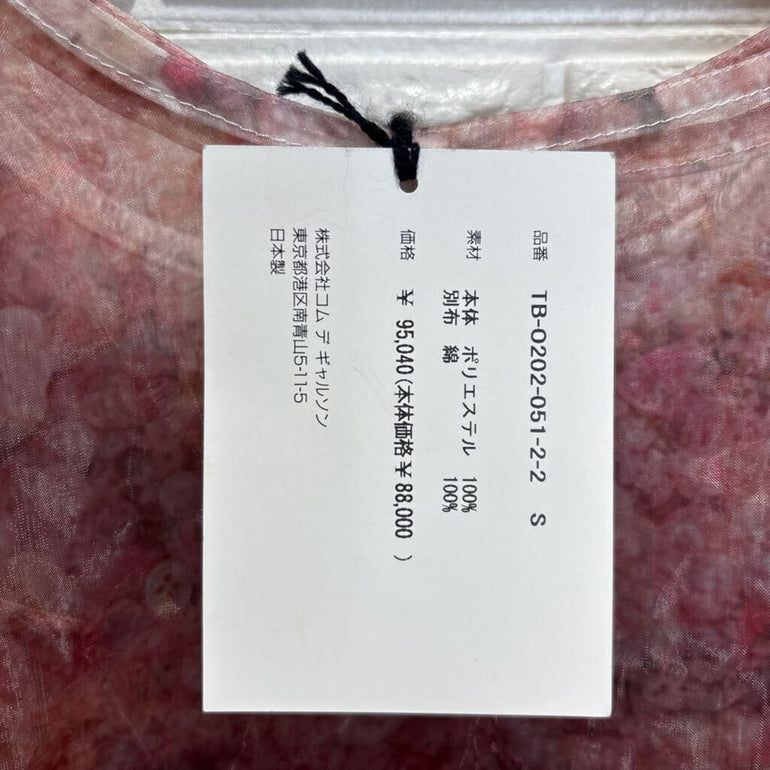 品番 TB-O202-051-2-2 S
素材 本体 ポリエステル 100%
別布 綿 100%
価格 ¥ 95,040(本体価格 ¥ 88,000 )
株式会社コム デ ギャルソン
東京都港区南青山5-11-5
日本製